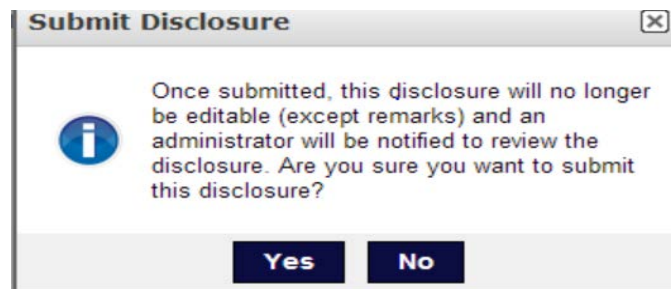 Submit Disclosure
Once submitted, this disclosure will no longer
be editable (except remarks) and an
administrator will be notified to review the
disclosure. Are you sure you want to submit
this disclosure?
Yes No